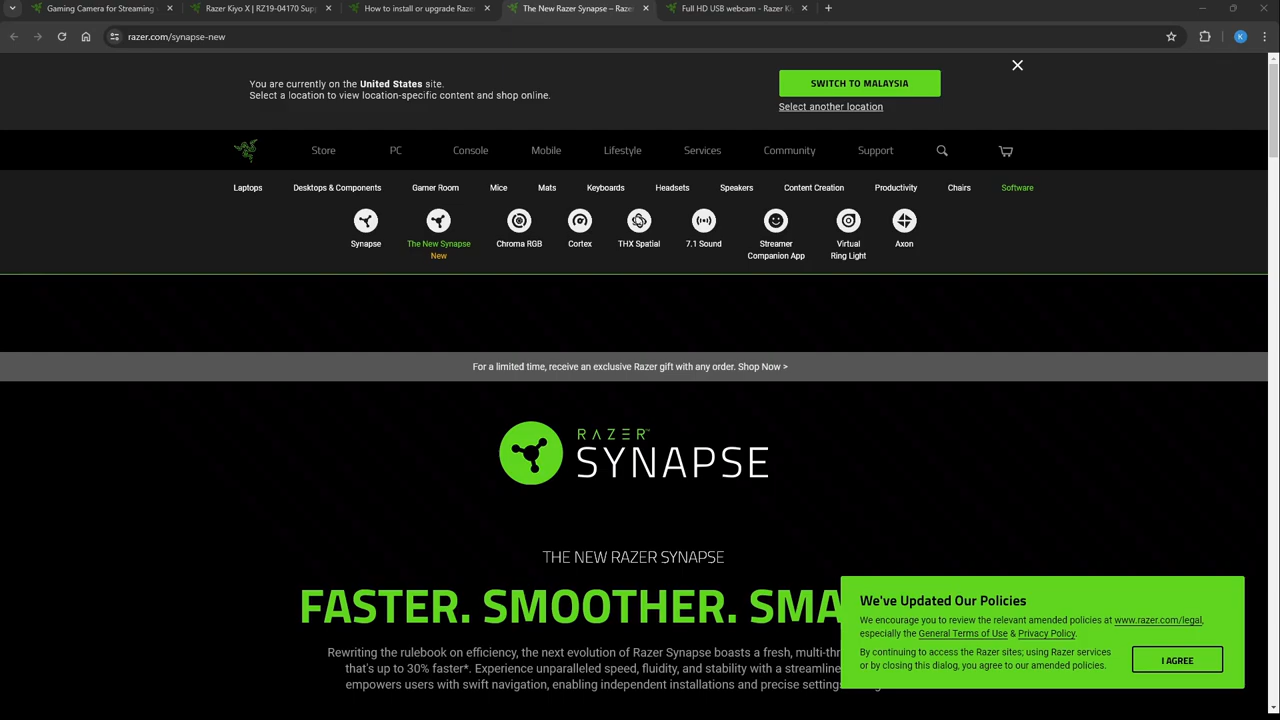 Gaming Camera for Streaming -
Razer Kiyo X | RZ19-04170 Sup
How to install or upgrade Razer
The New Razer Synapse – Raze
Full HD USB webcam - Razer Ki
razer.com/synapse-new
K
You are currently on the United States site.
Select a location to view location-specific content and shop online.
SWITCH TO MALAYSIA
Select another location
Store PC Console Mobile Lifestyle Services Community Support
Laptops Desktops & Components Gamer Room Mice Mats Keyboards Headsets Speakers Content Creation Productivity Chairs Software
Synapse The New Synapse Chroma RGB Cortex THX Spatial 7.1 Sound Streamer Virtual Axon
New Companion App Ring Light
For a limited time, receive an exclusive Razer gift with any order. Shop Now >
RAZER™
SYNAPSE
THE NEW RAZER SYNAPSE
FASTER. SMOOTHER. SMA
Rewriting the rulebook on efficiency, the next evolution of Razer Synapse boasts a fresh, multi-thr
that's up to 30% faster*. Experience unparalleled speed, fluidity, and stability with a streamline
empowers users with swift navigation, enabling independent installations and precise setting
We've Updated Our Policies
We encourage you to review the relevant amended policies at www.razer.com/legal,
especially the General Terms of Use & Privacy Policy.
By continuing to access the Razer sites; using Razer services
or by closing this dialog, you agree to our amended policies.
I AGREE